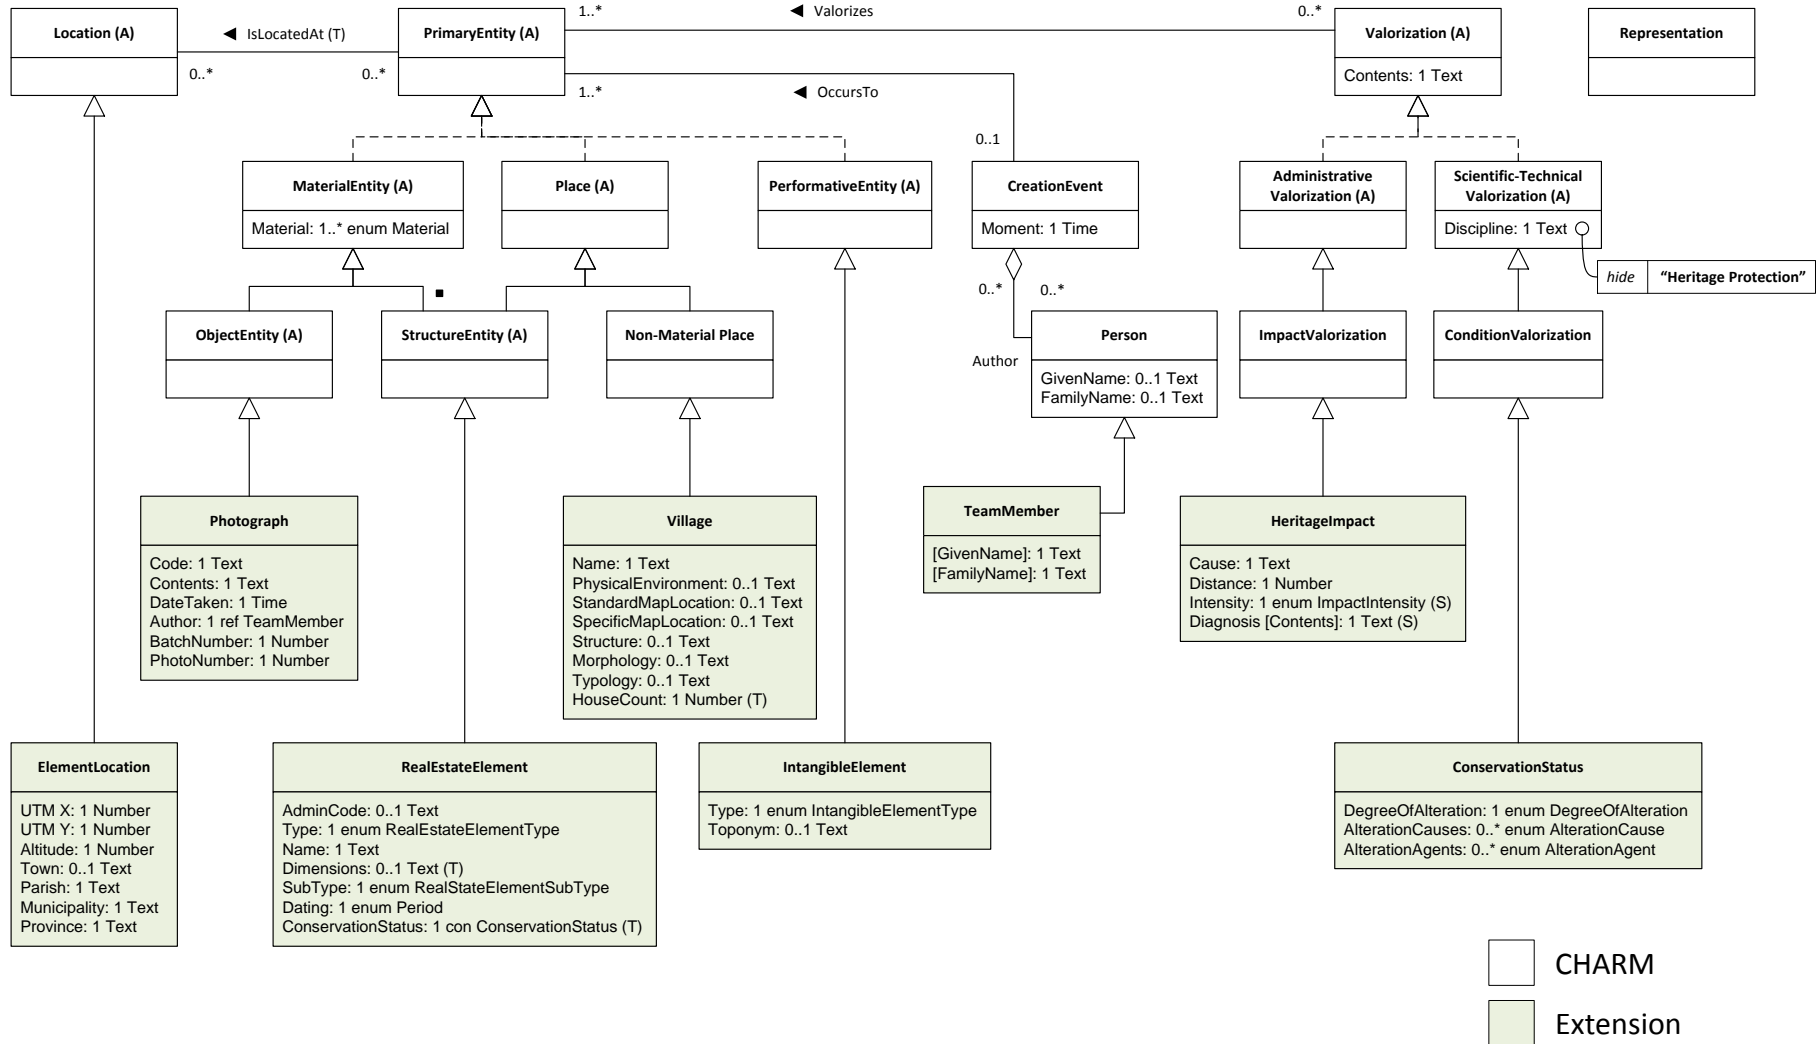 1..*
◄ Valorizes
0..*
Location (A)
◄ IsLocatedAt (T)
PrimaryEntity (A)
Valorization (A)
Representation
0..*
0..*
Contents: 1 Text
1..*
◄ OccursTo
0..1
MaterialEntity (A)
Place (A)
PerformativeEntity (A)
CreationEvent
Administrative
Valorization (A)
Scientific-Technical
Valorization (A)
Material: 1..* enum Material
Moment: 1 Time
Discipline: 1 Text
hide
“Heritage Protection”
0..*
0..*
ObjectEntity (A)
StructureEntity (A)
Non-Material Place
Person
ImpactValorization
ConditionValorization
Author
GivenName: 0..1 Text
FamilyName: 0..1 Text
Photograph
Code: 1 Text
Contents: 1 Text
DateTaken: 1 Time
Author: 1 ref TeamMember
BatchNumber: 1 Number
PhotoNumber: 1 Number
Village
Name: 1 Text
PhysicalEnvironment: 0..1 Text
StandardMapLocation: 0..1 Text
SpecificMapLocation: 0..1 Text
Structure: 0..1 Text
Morphology: 0..1 Text
Typology: 0..1 Text
HouseCount: 1 Number (T)
TeamMember
[GivenName]: 1 Text
[FamilyName]: 1 Text
HeritageImpact
Cause: 1 Text
Distance: 1 Number
Intensity: 1 enum ImpactIntensity (S)
Diagnosis [Contents]: 1 Text (S)
ElementLocation
UTM X: 1 Number
UTM Y: 1 Number
Altitude: 1 Number
Town: 0..1 Text
Parish: 1 Text
Municipality: 1 Text
Province: 1 Text
RealEstateElement
AdminCode: 0..1 Text
Type: 1 enum RealEstateElementType
Name: 1 Text
Dimensions: 0..1 Text (T)
SubType: 1 enum RealStateElementSubType
Dating: 1 enum Period
ConservationStatus: 1 con ConservationStatus (T)
IntangibleElement
Type: 1 enum IntangibleElementType
Toponym: 0..1 Text
ConservationStatus
DegreeOfAlteration: 1 enum DegreeOfAlteration
AlterationCauses: 0..* enum AlterationCause
AlterationAgents: 0..* enum AlterationAgent
CHARM
Extension